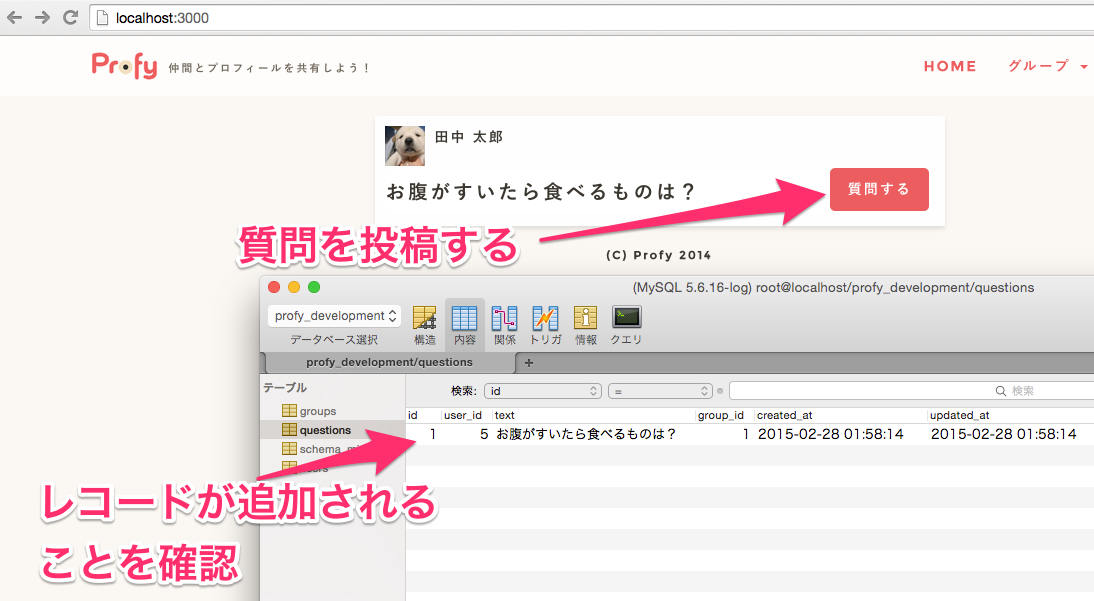 localhost:3000
Profy 仲間とプロフィールを共有しよう！
HOME グループ
田中 太郎
お腹がすいたら食べるものは？
質問する
質問を投稿する
(C) Profy 2014
(MySQL 5.6.16-log) root@localhost/profy_development/questions
profy_development
データベース選択 構造 内容 関係 トリガ 情報 クエリ
profy_development/questions +
テーブル
検索: id = 検索
groups
questions
id user_id text group_id created_at updated_at
1 5 お腹がすいたら食べるものは？ 1 2015-02-28 01:58:14 2015-02-28 01:58:14
レコードが追加される
ことを確認